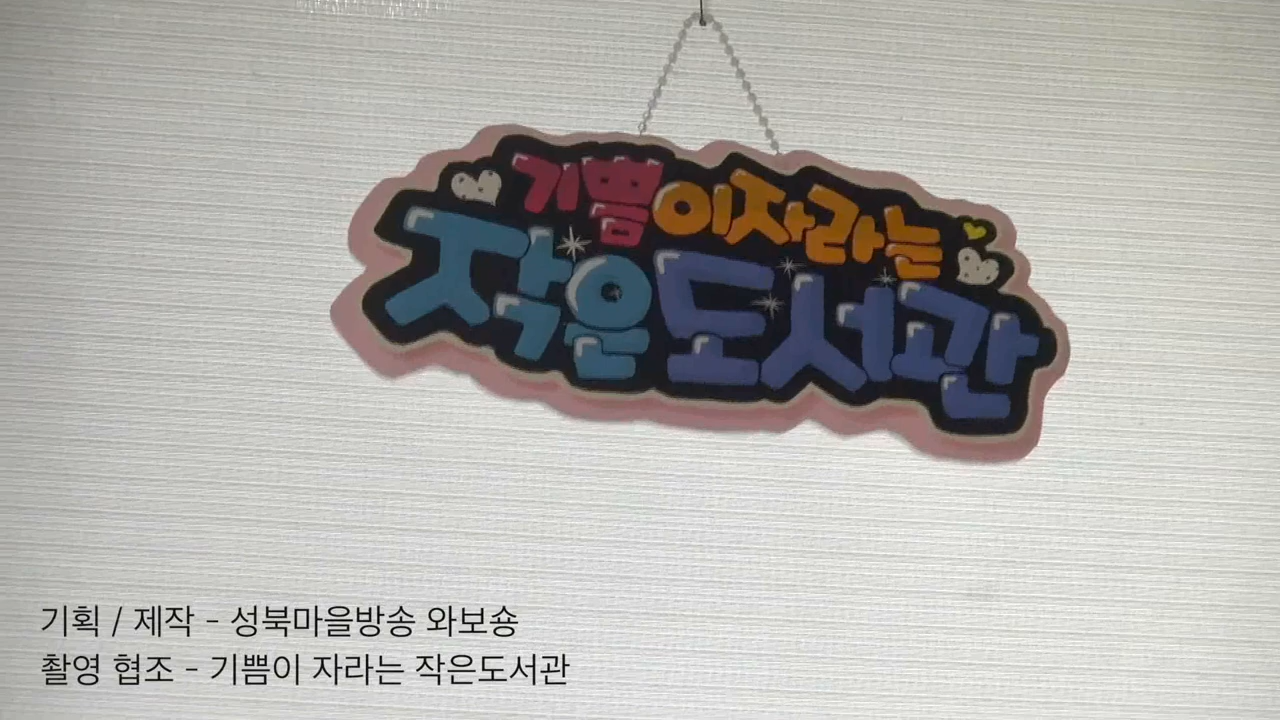 기쁨이자라는
작은도서관
기획 / 제작 - 성북마을방송 와보숑
촬영 협조 - 기쁨이 자라는 작은도서관